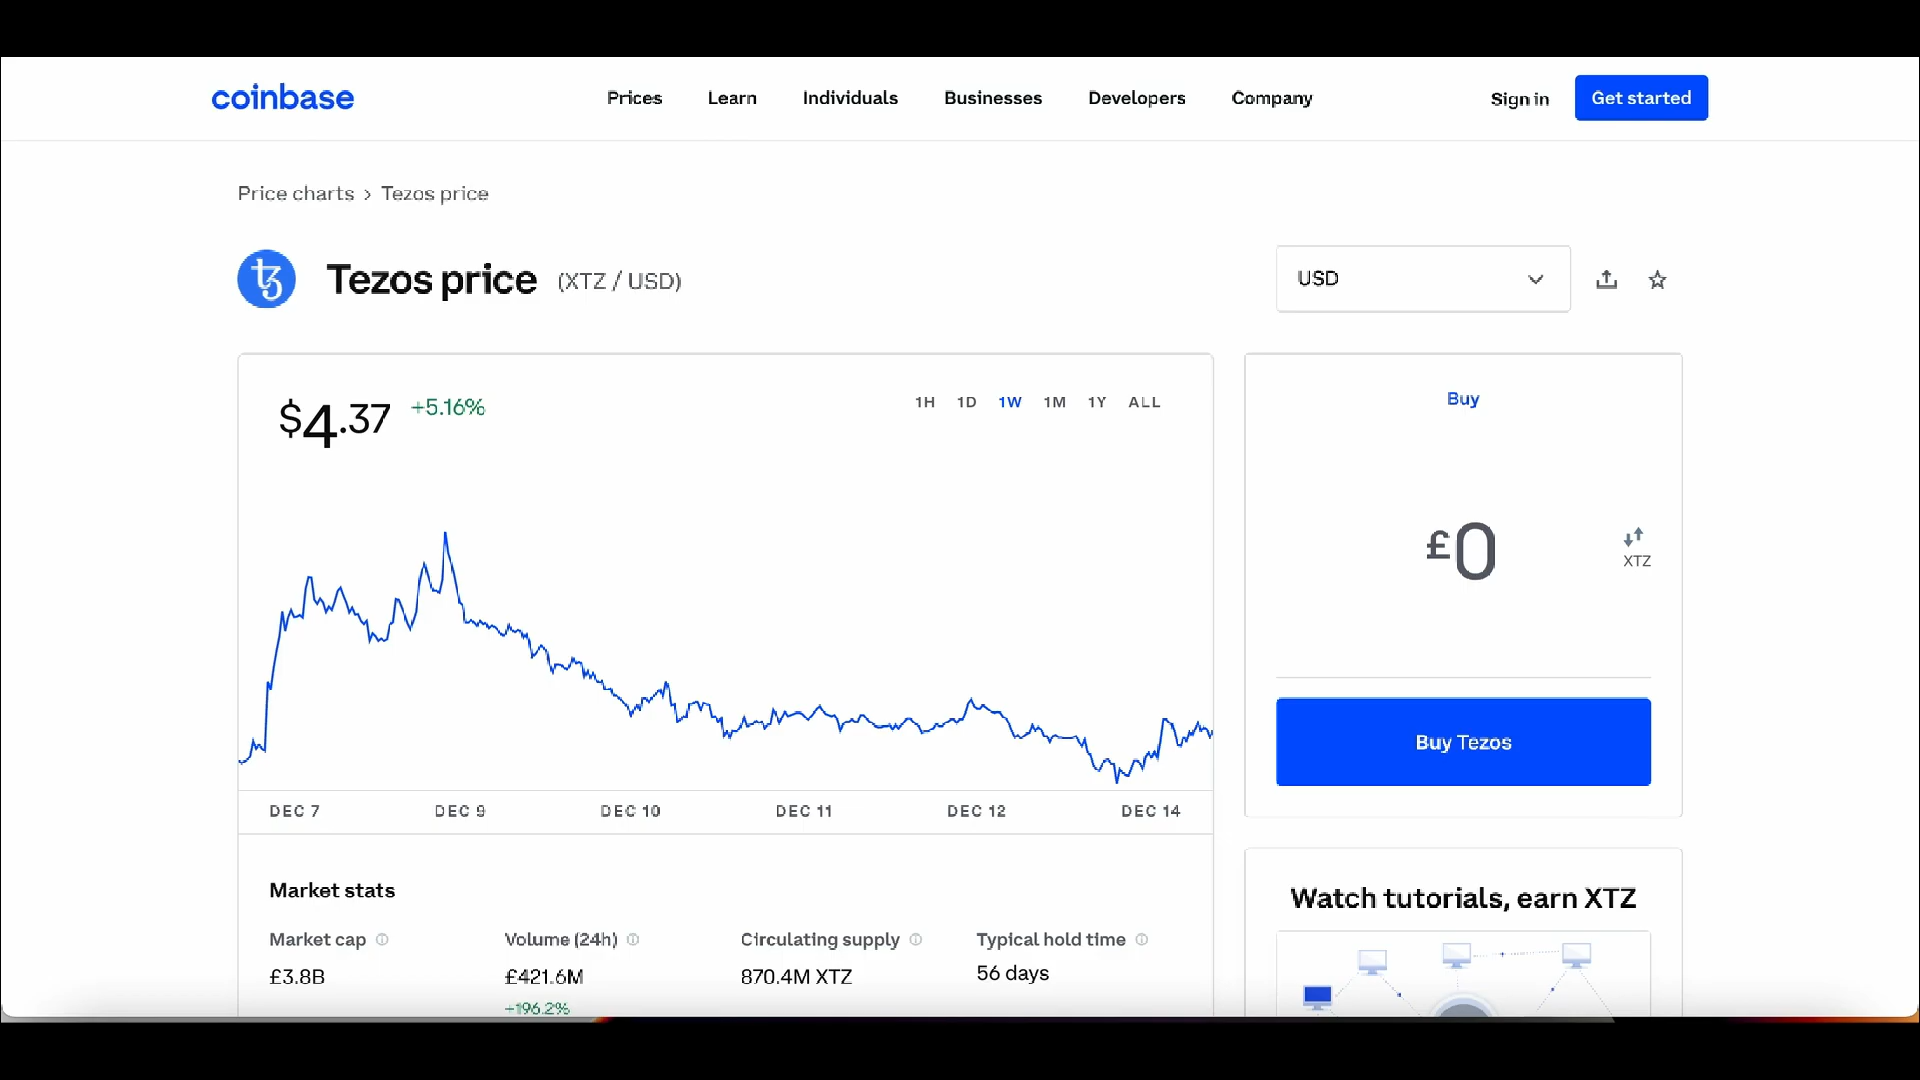 coinbase
Prices Learn Individuals Businesses Developers Company
Sign in Get started
Price charts › Tezos price
Tezos price (XTZ / USD)
USD
$4.37 +5.16%
1H 1D 1W 1M 1Y ALL
DEC 7 DEC 9 DEC 10 DEC 11 DEC 12 DEC 14
Buy
£0
XTZ
Buy Tezos
Market stats
Market cap Volume (24h) Circulating supply Typical hold time
£3.8B £421.6M 870.4M XTZ 56 days
+196.2%
Watch tutorials, earn XTZ